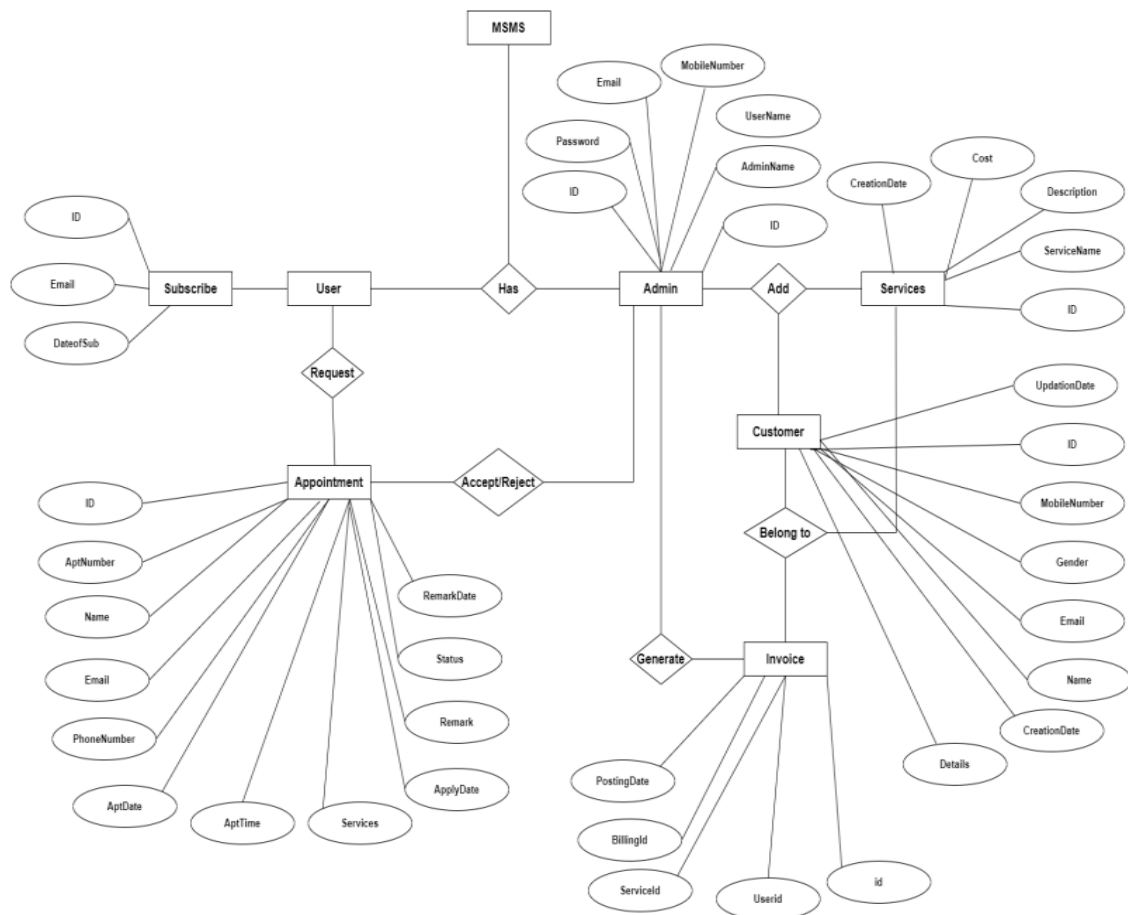 MSMS
MobileNumber
Email
UserName
Password
AdminName
ID
ID
Cost
CreationDate
Description
ServiceName
ID
ID
Email
DateofSub
Subscribe
User
Has
Admin
Add
Services
Request
UpdationDate
Customer
ID
MobileNumber
Appointment
Accept/Reject
Belong to
ID
AptNumber
Name
Email
PhoneNumber
AptDate
AptTime
Services
ApplyDate
Remark
Status
RemarkDate
Gender
Email
Name
CreationDate
Details
Generate
Invoice
PostingDate
BillingId
ServiceId
Userid
id